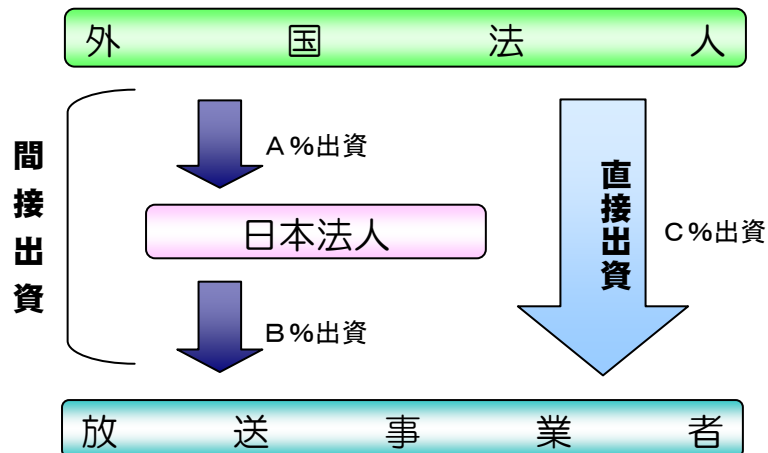 外国法人
間接出資
A%出資
直接出資
C%出資
日本法人
B%出資
放送事業者